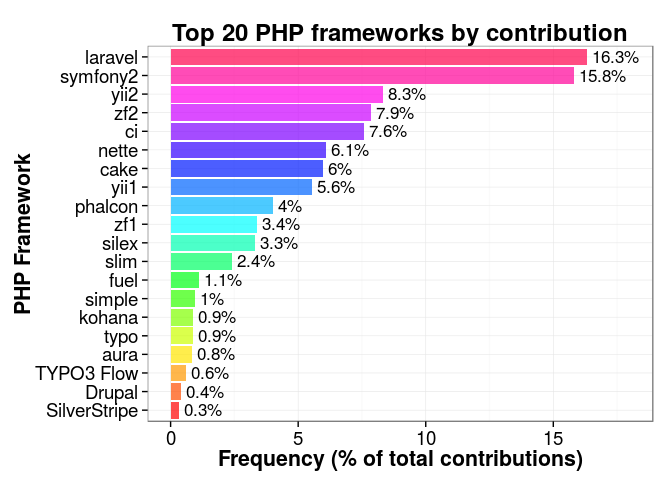 Top 20 PHP frameworks by contribution
PHP Framework
laravel 16.3%
symfony2 15.8%
yii2 8.3%
zf2 7.9%
ci 7.6%
nette 6.1%
cake 6%
yii1 5.6%
phalcon 4%
zf1 3.4%
silex 3.3%
slim 2.4%
fuel 1.1%
simple 1%
kohana 0.9%
typo 0.9%
aura 0.8%
TYPO3 Flow 0.6%
Drupal 0.4%
SilverStripe 0.3%
0 5 10 15
Frequency (% of total contributions)